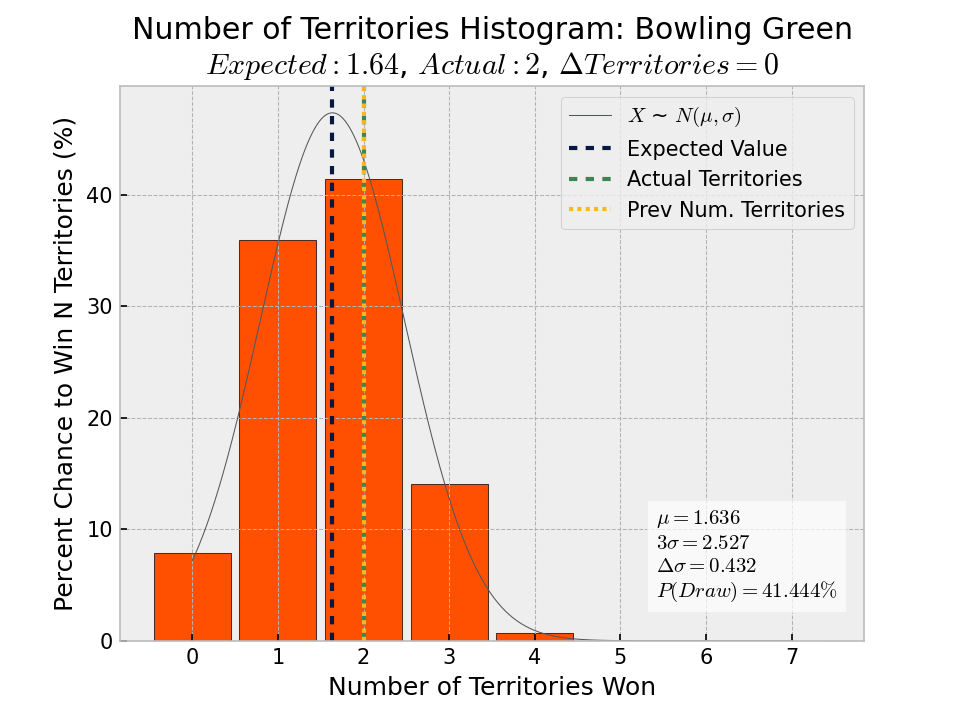 Number of Territories Histogram: Bowling Green
Expected : 1.64, Actual : 2, ΔTerritories = 0
Percent Chance to Win N Territories (%)
40
30
20
10
0
X ~ N(μ, σ)
Expected Value
Actual Territories
Prev Num. Territories
μ = 1.636
3σ = 2.527
Δσ = 0.432
P(Draw) = 41.444%
0 1 2 3 4 5 6 7
Number of Territories Won